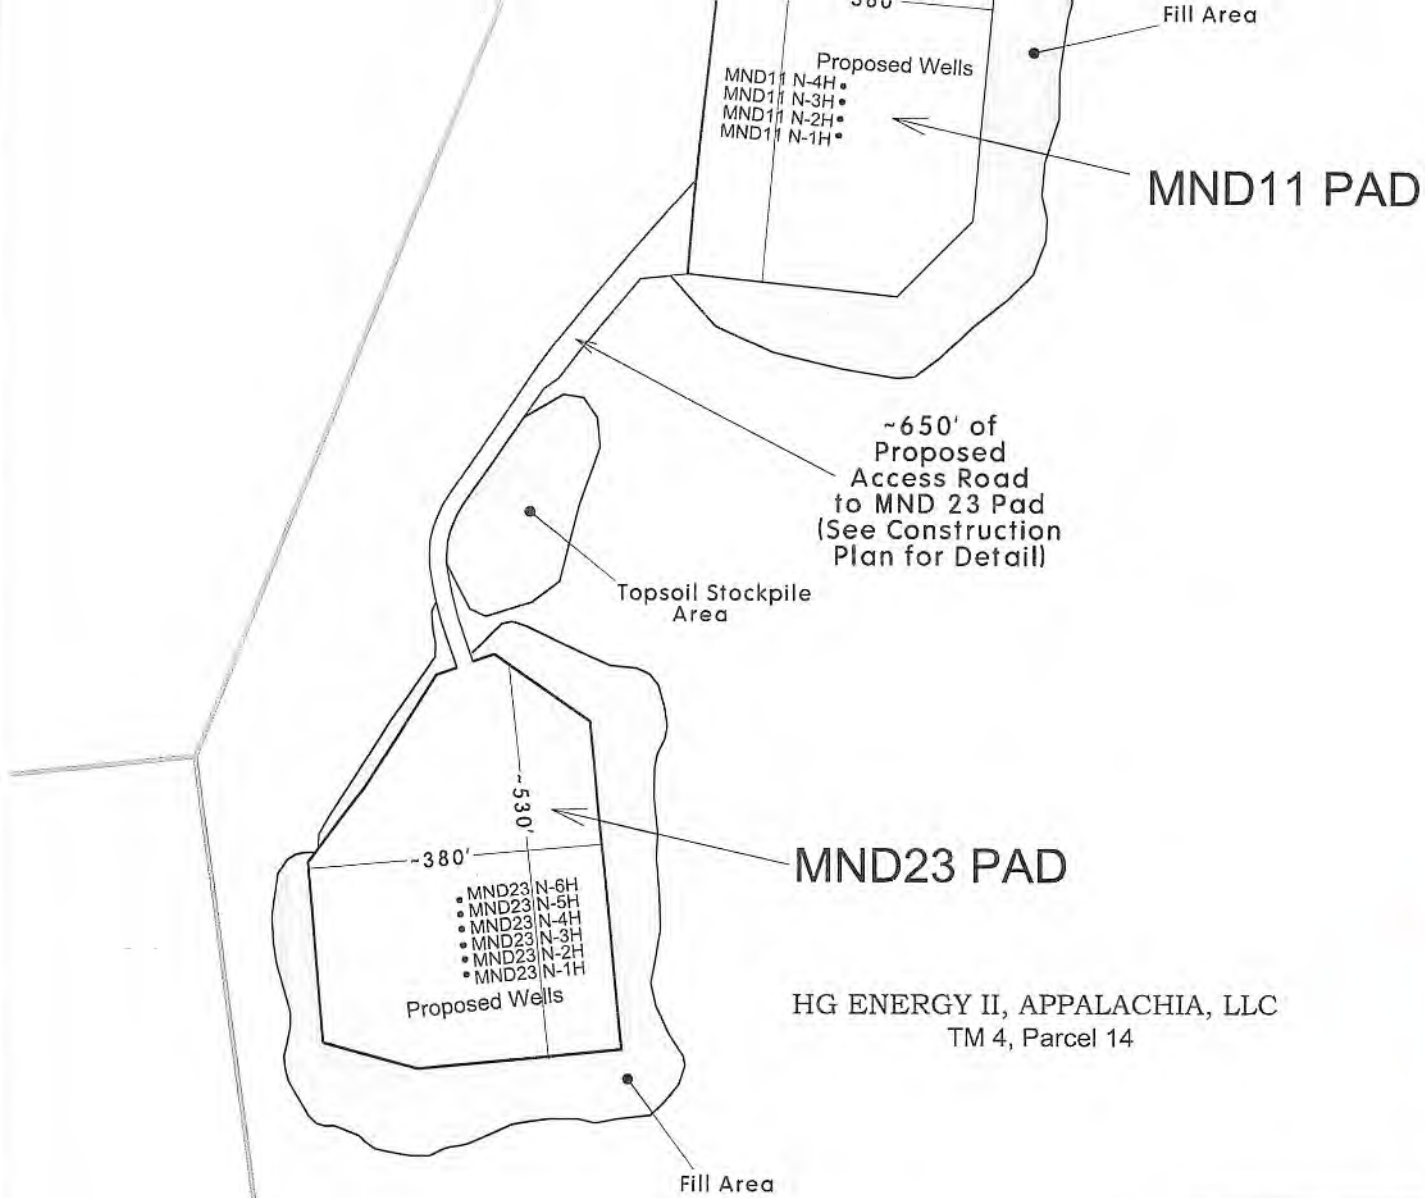 Fill Area
Proposed Wells
MND11 N-4H
MND11 N-3H
MND11 N-2H
MND11 N-1H
MND11 PAD
~650' of
Proposed
Access Road
to MND 23 Pad
(See Construction
Plan for Detail)
Topsoil Stockpile
Area
~530'
~380'
MND23 PAD
MND23 N-6H
MND23 N-5H
MND23 N-4H
MND23 N-3H
MND23 N-2H
MND23 N-1H
Proposed Wells
HG ENERGY II, APPALACHIA, LLC
TM 4, Parcel 14
Fill Area